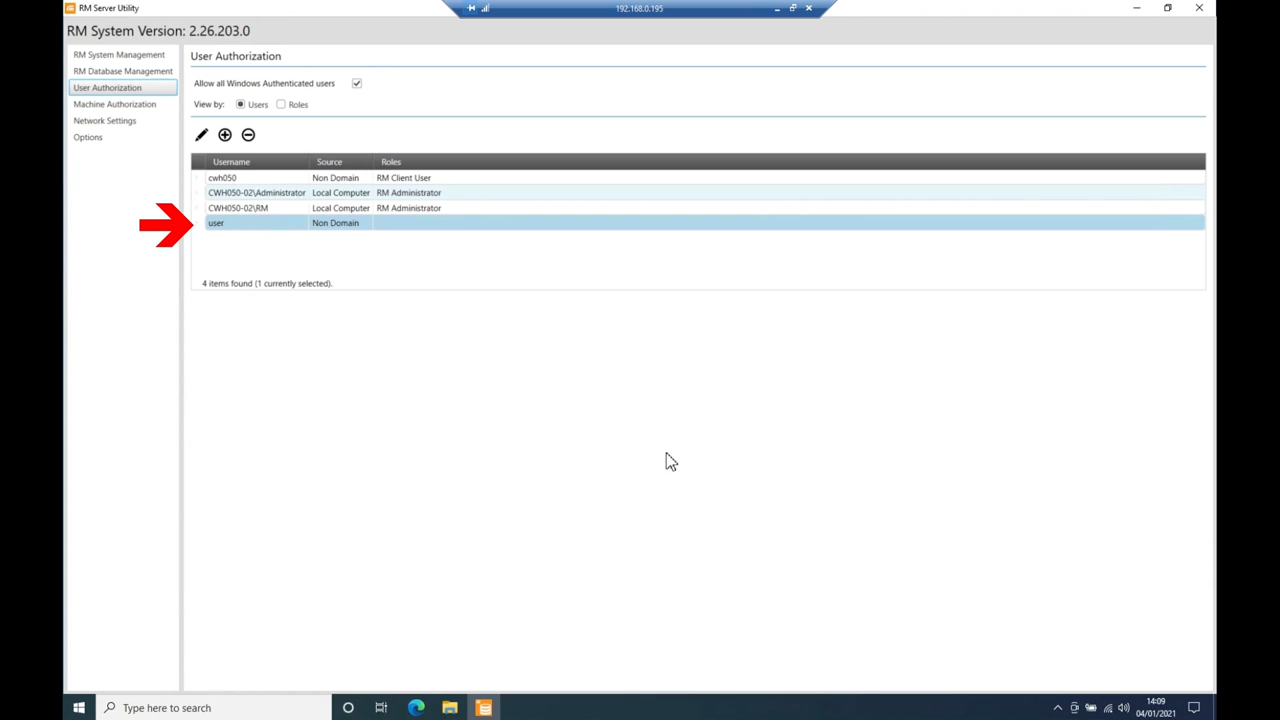 RM Server Utility
192.168.0.195
RM System Version: 2.26.203.0
RM System Management
RM Database Management
User Authorization
Machine Authorization
Network Settings
Options
User Authorization
Allow all Windows Authenticated users
View by: Users Roles
Username Source Roles
cwh050 Non Domain RM Client User
CWH050-02\Administrator Local Computer RM Administrator
CWH050-02\RM Local Computer RM Administrator
user Non Domain
4 items found (1 currently selected).
Type here to search
14:09
04/01/2021